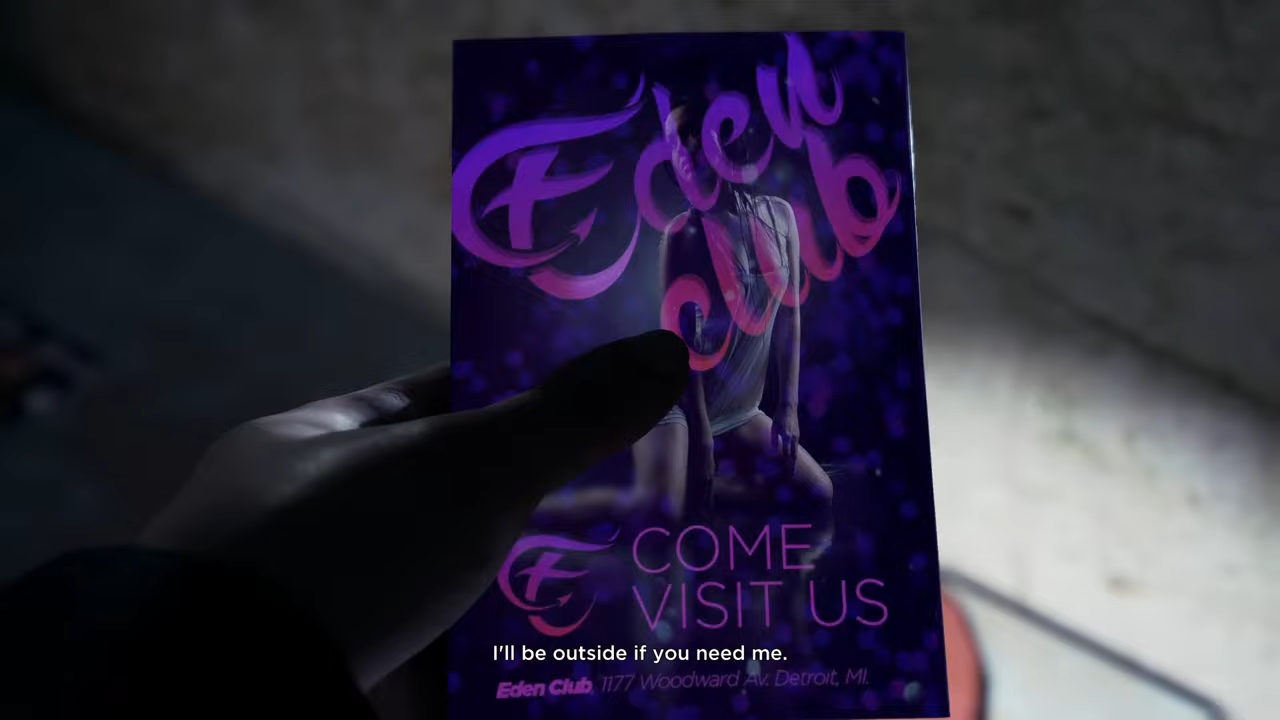 Eden
club
COME
VISIT US
I'll be outside if you need me.
Eden Club 1177 Woodward Av. Detroit, MI.